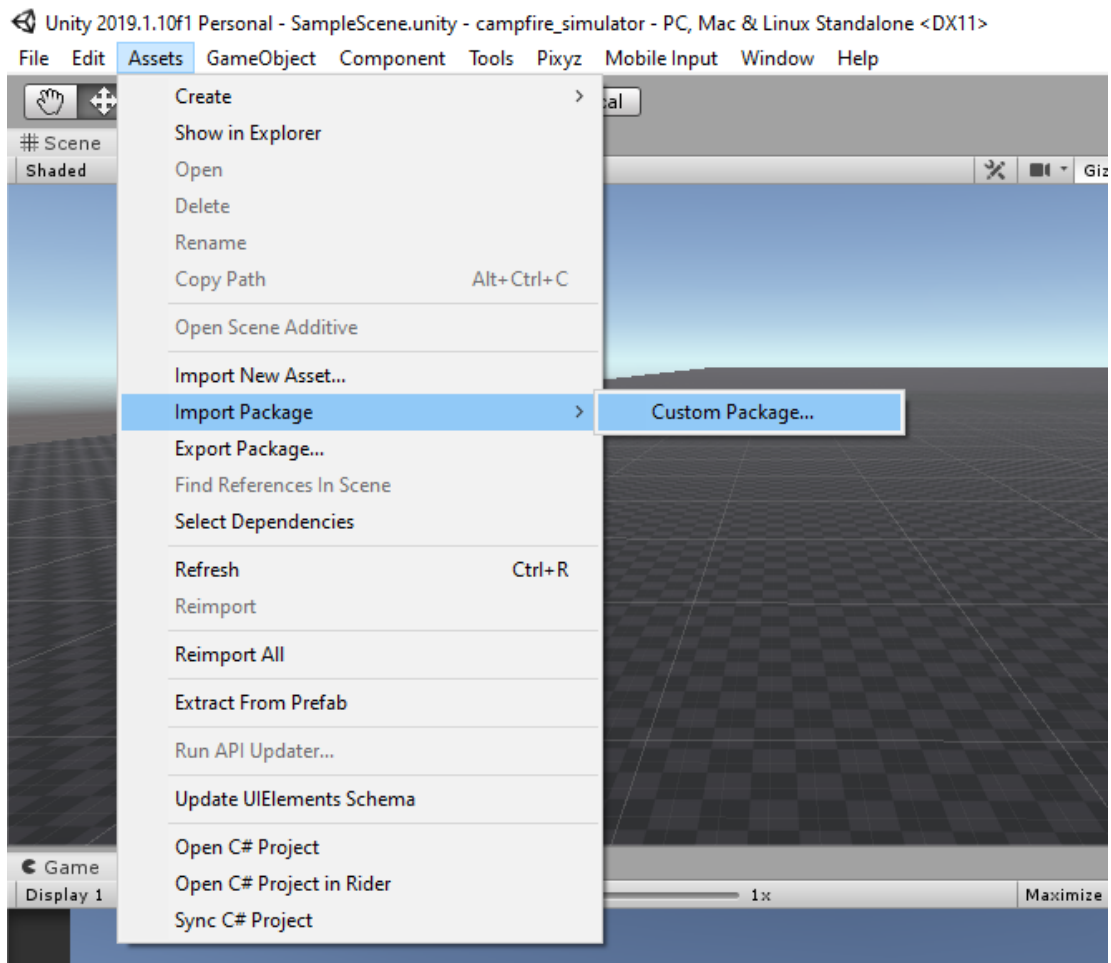 Unity 2019.1.10f1 Personal - SampleScene.unity - campfire_simulator - PC, Mac & Linux Standalone <DX11>
File Edit Assets GameObject Component Tools Pixyz Mobile Input Window Help
Create
Show in Explorer
# Scene
Shaded
Open
Giz
Delete
Rename
Copy Path Alt+Ctrl+C
Open Scene Additive
Import New Asset...
Import Package Custom Package...
Export Package...
Find References In Scene
Select Dependencies
Refresh Ctrl+R
Reimport
Reimport All
Extract From Prefab
Run API Updater...
Update UIElements Schema
Open C# Project
Game
Open C# Project in Rider
Display 1 1x Maximize
Sync C# Project